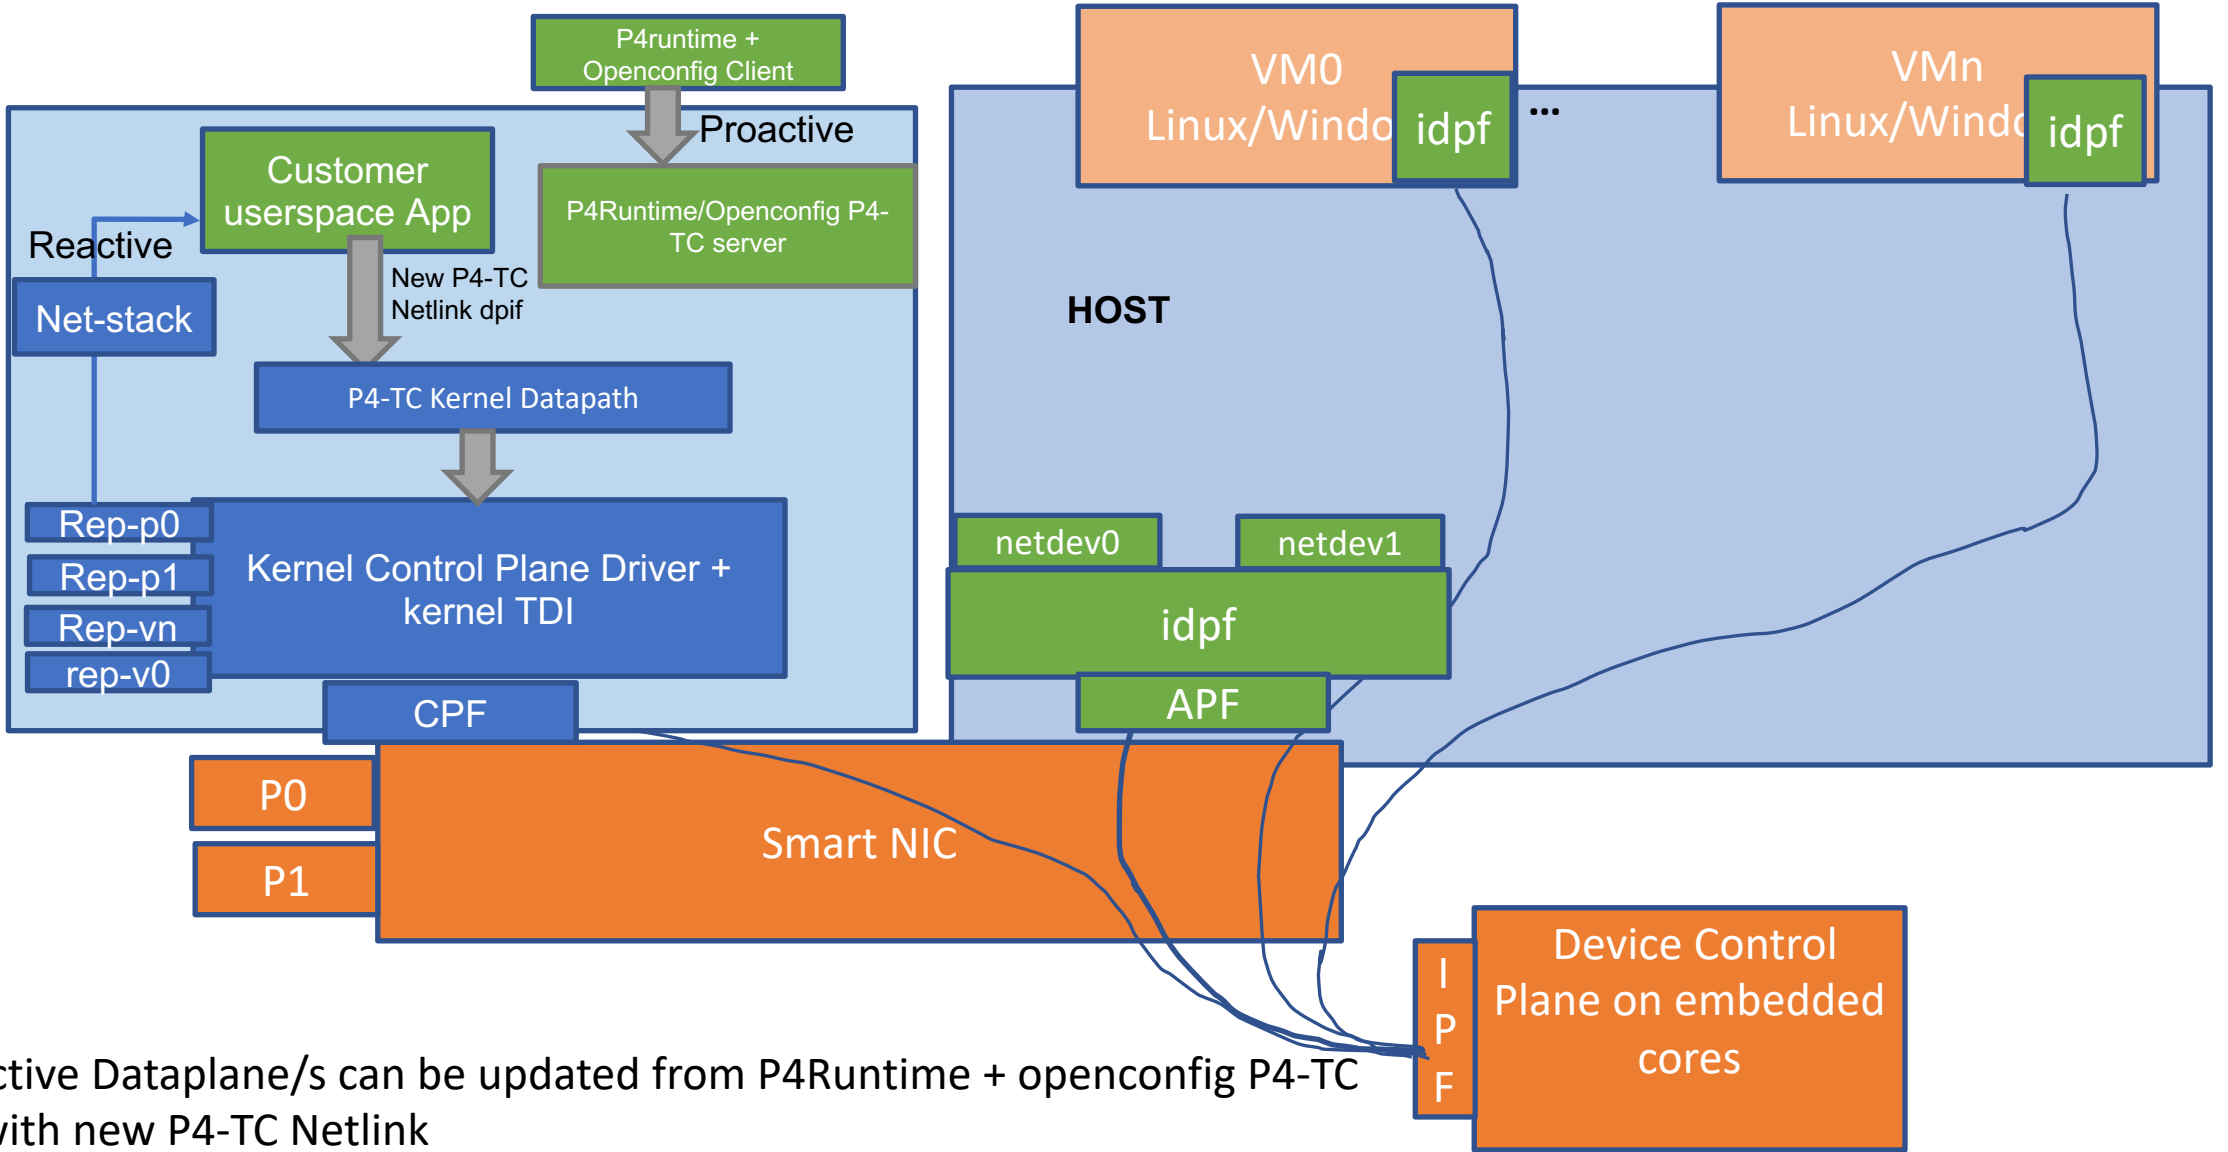 P4runtime +
Openconfig Client
Proactive
Customer
userspace App
P4Runtime/Openconfig P4-
TC server
Reactive
New P4-TC
Netlink dpif
Net-stack
P4-TC Kernel Datapath
Rep-p0
Rep-p1
Rep-vn
rep-v0
Kernel Control Plane Driver +
kernel TDI
CPF
VM0
Linux/Windo
idpf
...
VMn
Linux/Windo
idpf
HOST
netdev0
netdev1
idpf
APF
P0
P1
Smart NIC
I
P
F
Device Control
Plane on embedded
cores
ctive Dataplane/s can be updated from P4Runtime + openconfig P4-TC
with new P4-TC Netlink